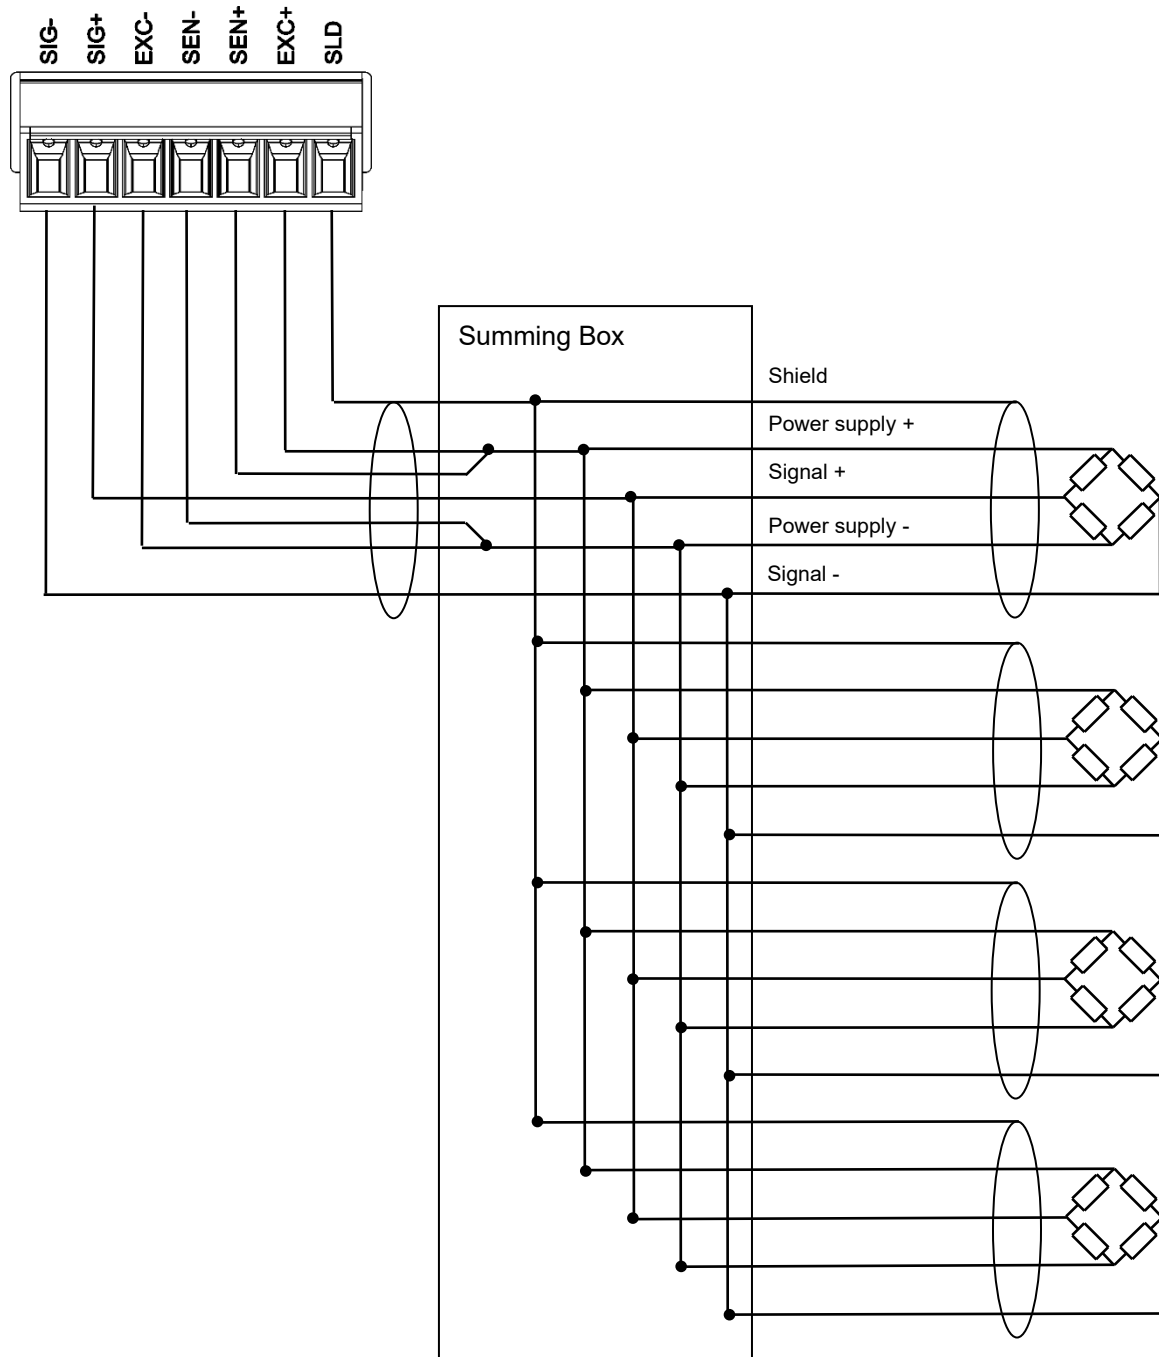 SIG-
SIG+
EXC-
SEN-
SEN+
EXC+
SLD
Summing Box
Shield
Power supply +
Signal +
Power supply -
Signal -